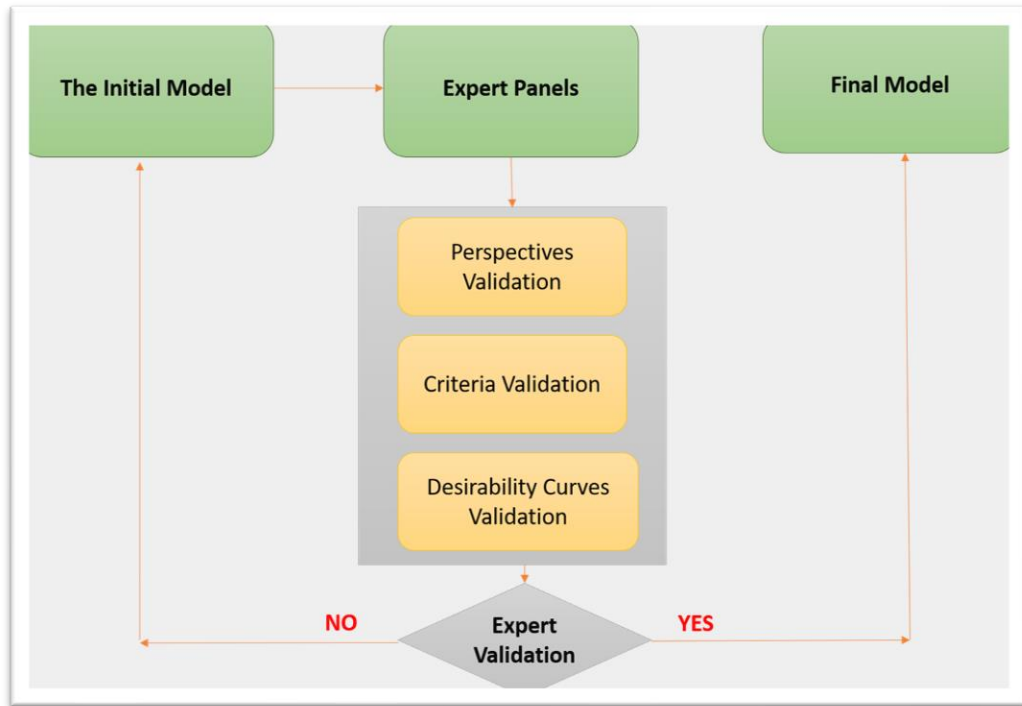 The Initial Model
Expert Panels
Final Model
Perspectives
Validation
Criteria Validation
Desirability Curves
Validation
NO
Expert
Validation
YES